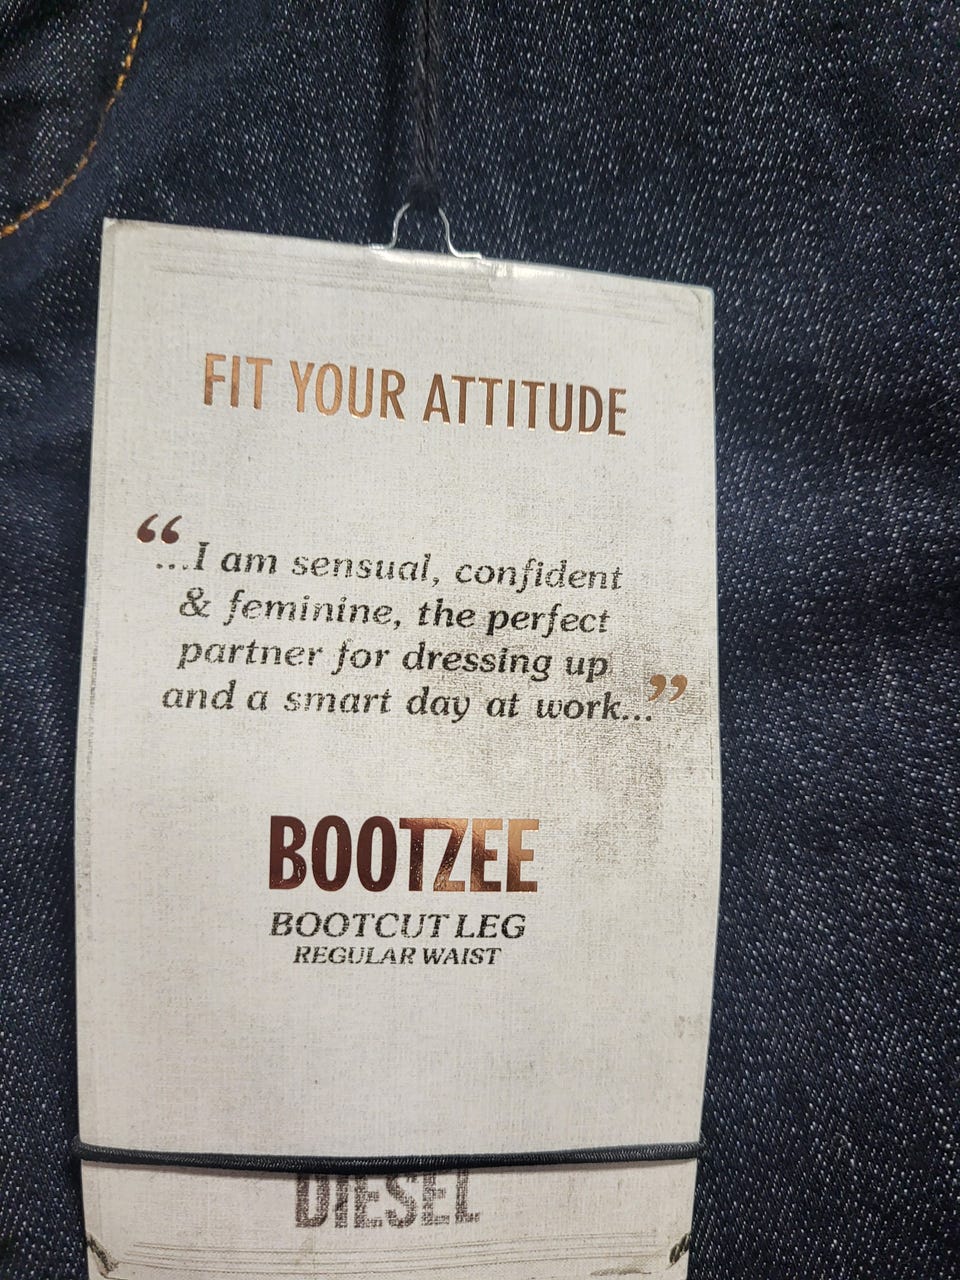 FIT YOUR ATTITUDE
“...I am sensual, confident
& feminine, the perfect
partner for dressing up
and a smart day at work...”
BOOTZEE
BOOTCUT LEG
REGULAR WAIST
DIESEL